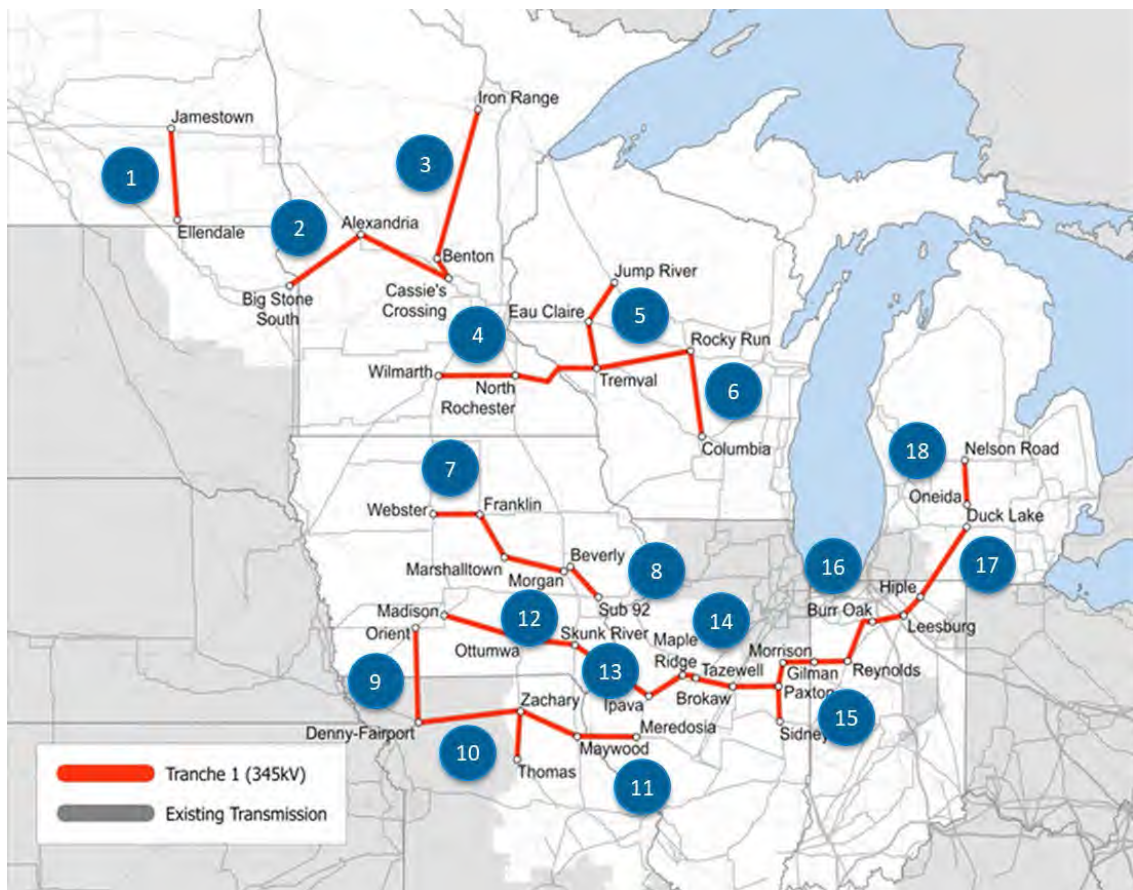 Iron Range
Jamestown
3
1
2
Alexandria
Ellendale
Benton
Jump River
Big Stone
South
Cassie's
Crossing
Eau Claire
5
4
Rocky Run
Wilmarth
North
Rochester
Tremval
6
Columbia
18
Nelson Road
7
Oneida
Webster
Franklin
Duck Lake
Beverly
Marshalltown
Morgan
8
16
17
Hiple
Madison
Sub 92
Burr Oak
12
14
Leesburg
Orient
Skunk River
Ottumwa
Maple
Ridge
Morrison
13
Tazewell
Gilman
Reynolds
9
Zachary
Ipava
Brokaw
Paxton
15
Denny-Fairport
Meredosia
Sidney
10
Maywood
Thomas
11
Tranche 1 (345kV)
Existing Transmission